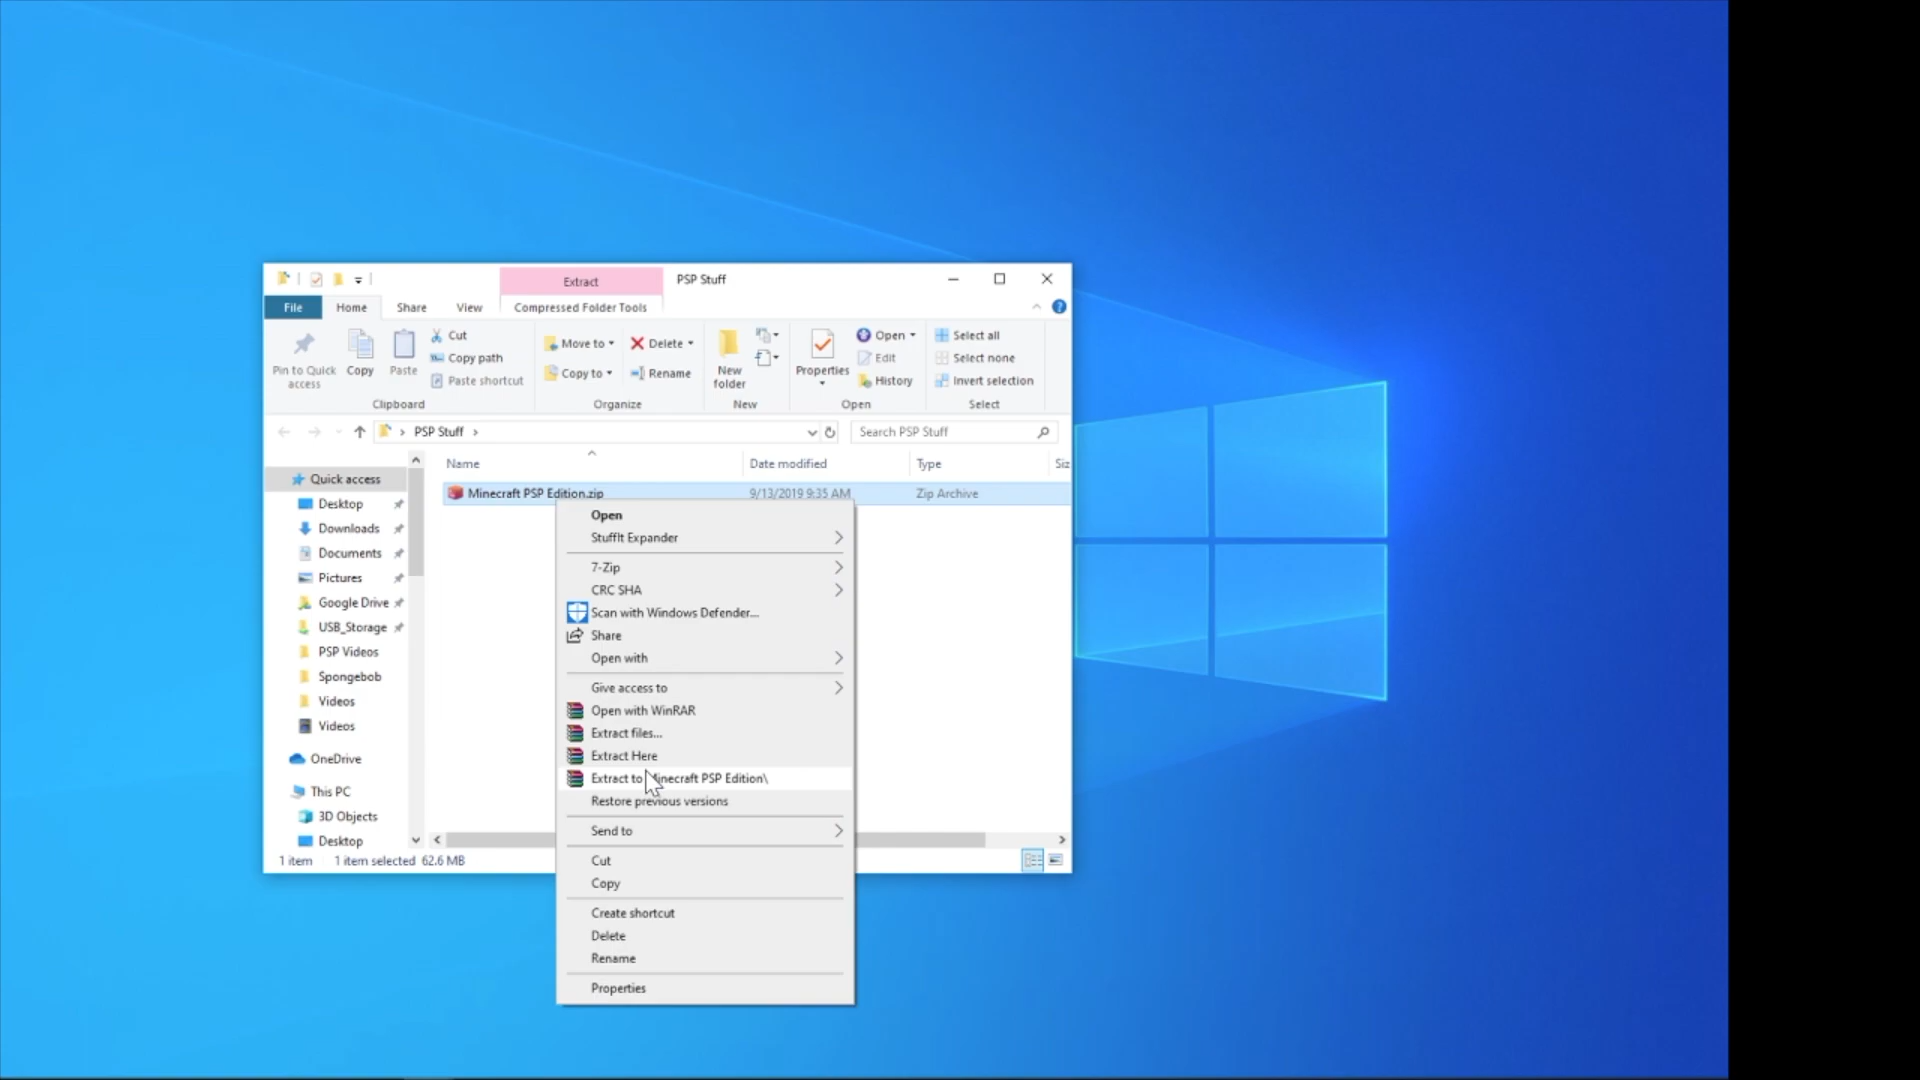 Extract
PSP Stuff
File
Home
Share
View
Compressed Folder Tools
Pin to Quick access
Copy
Paste
Cut
Copy path
Paste shortcut
Clipboard
Move to
Copy to
Delete
Rename
Organize
New folder
New
Properties
Open
Edit
History
Open
Select all
Select none
Invert selection
Select
PSP Stuff
Search PSP Stuff
Name
Date modified
Type
Siz
Quick access
Desktop
Downloads
Documents
Pictures
Google Drive
USB_Storage
PSP Videos
Spongebob
Videos
Videos
OneDrive
This PC
3D Objects
Desktop
Minecraft PSP Edition.zip
9/13/2019 9:35 AM
Zip Archive
Open
StuffIt Expander
7-Zip
CRC SHA
Scan with Windows Defender...
Share
Open with
Give access to
Open with WinRAR
Extract files...
Extract Here
Extract to Minecraft PSP Edition\
Restore previous versions
Send to
Cut
Copy
Create shortcut
Delete
Rename
Properties
1 item
1 item selected 62.6 MB